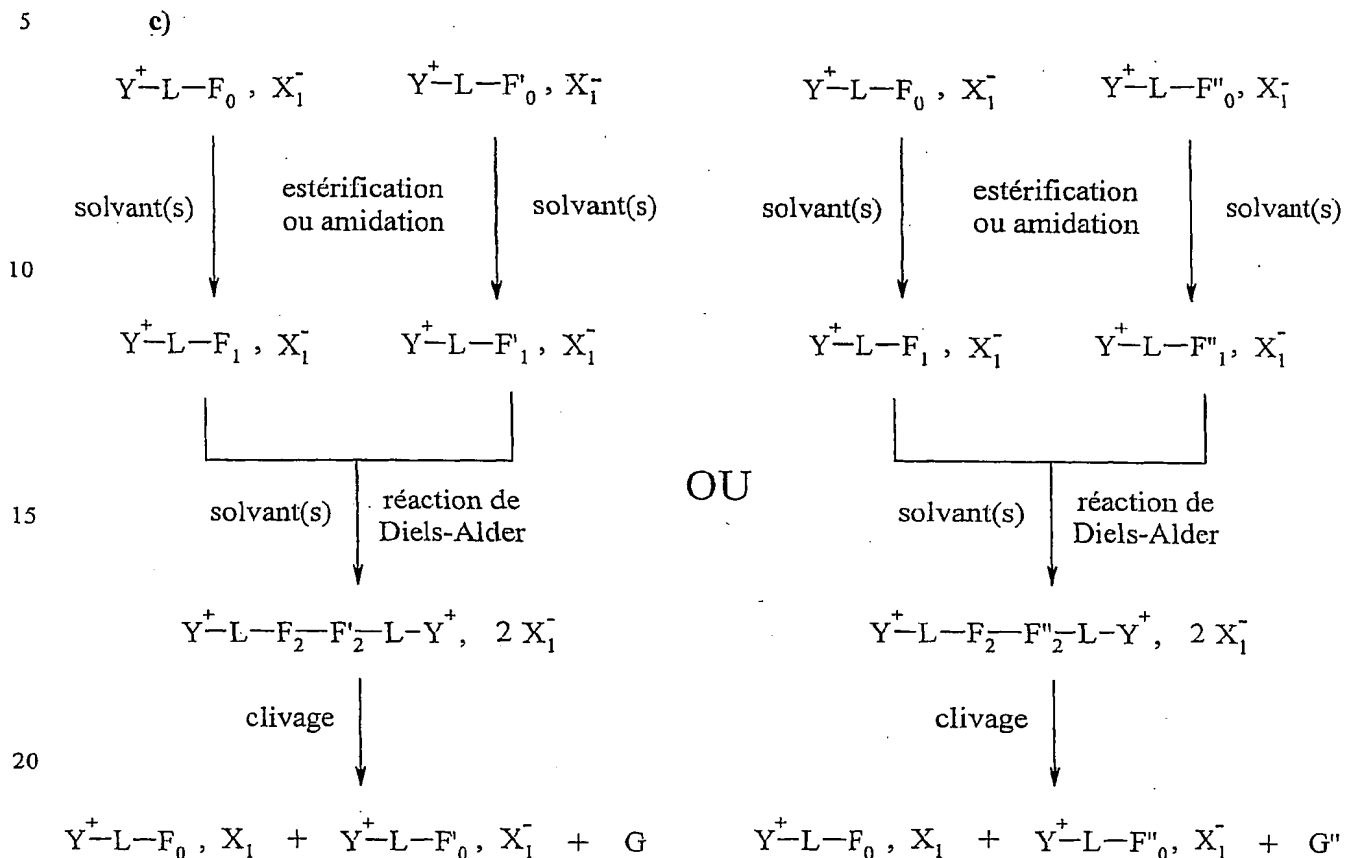 5 c)
Y⁺–L–F₀ , X₁⁻ Y⁺–L–F'₀, X₁⁻ Y⁺–L–F₀ , X₁⁻ Y⁺–L–F"₀, X₁⁻
solvant(s) estérification ou amidation solvant(s) solvant(s) estérification ou amidation solvant(s)
10
Y⁺–L–F₁ , X₁⁻ Y⁺–L–F'₁, X₁⁻ Y⁺–L–F₁ , X₁⁻ Y⁺–L–F"₁, X₁⁻
OU
15 solvant(s) réaction de Diels-Alder solvant(s) réaction de Diels-Alder
Y⁺–L–F₂–F'₂–L-Y⁺, 2 X₁⁻ Y⁺–L–F₂–F"₂–L-Y⁺, 2 X₁⁻
clivage clivage
20
Y⁺–L–F₀ , X₁ + Y⁺–L–F'₀, X₁⁻ + G Y⁺–L–F₀ , X₁ + Y⁺–L–F"₀, X₁⁻ + G"